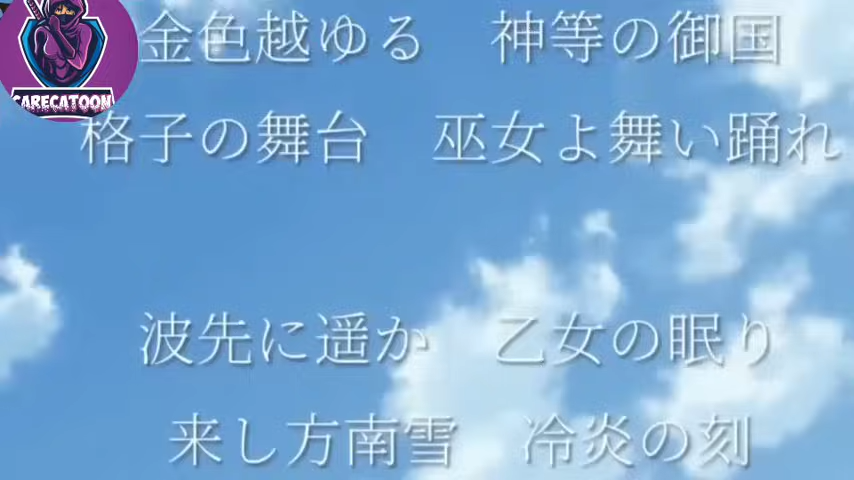 CARECATOON
金色越ゆる　神等の御国
格子の舞台　巫女よ舞い踊れ
波先に遥か　乙女の眠り
来し方南雪　冷炎の刻